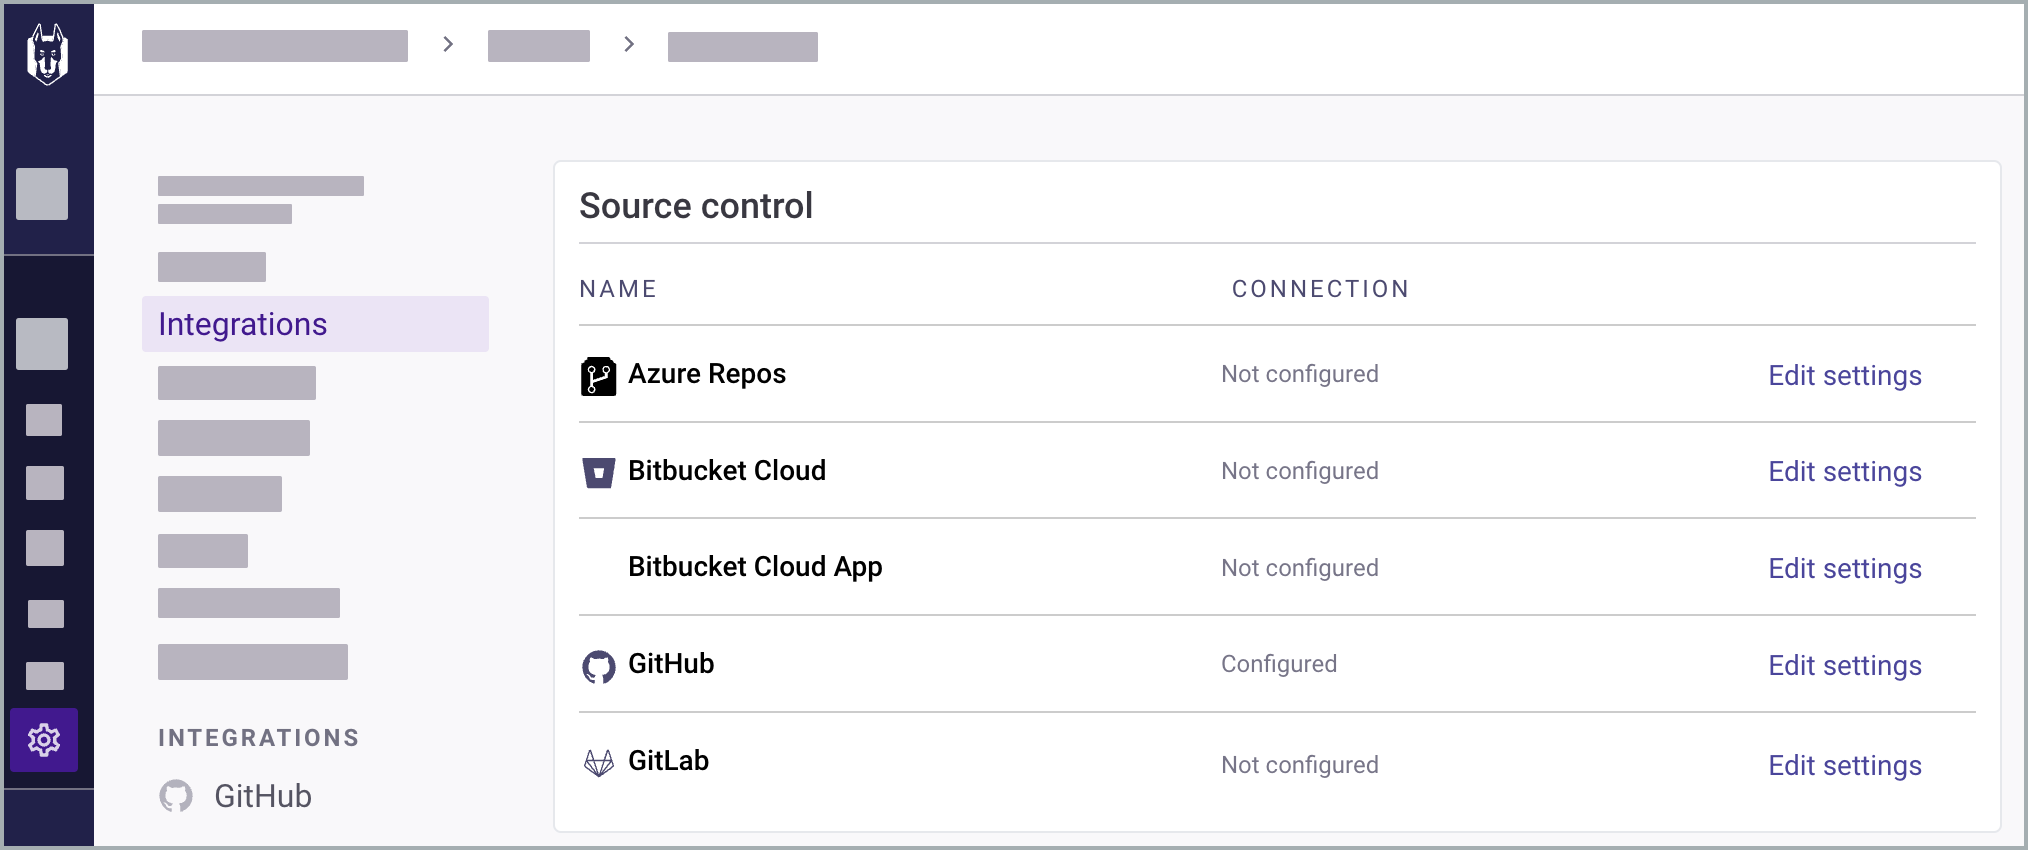 Integrations
INTEGRATIONS
GitHub
Source control
NAME CONNECTION
Azure Repos Not configured Edit settings
Bitbucket Cloud Not configured Edit settings
Bitbucket Cloud App Not configured Edit settings
GitHub Configured Edit settings
GitLab Not configured Edit settings